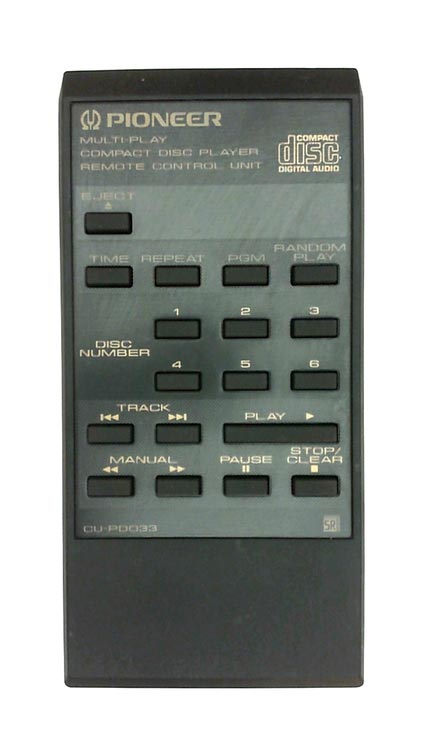 PIONEER
MULTI-PLAY
COMPACT DISC PLAYER
REMOTE CONTROL UNIT
COMPACT
disc
DIGITAL AUDIO
EJECT
TIME REPEAT PGM RANDOM PLAY
1 2 3
DISC NUMBER
4 5 6
TRACK PLAY
MANUAL PAUSE STOP/CLEAR
CU-PD033
SR